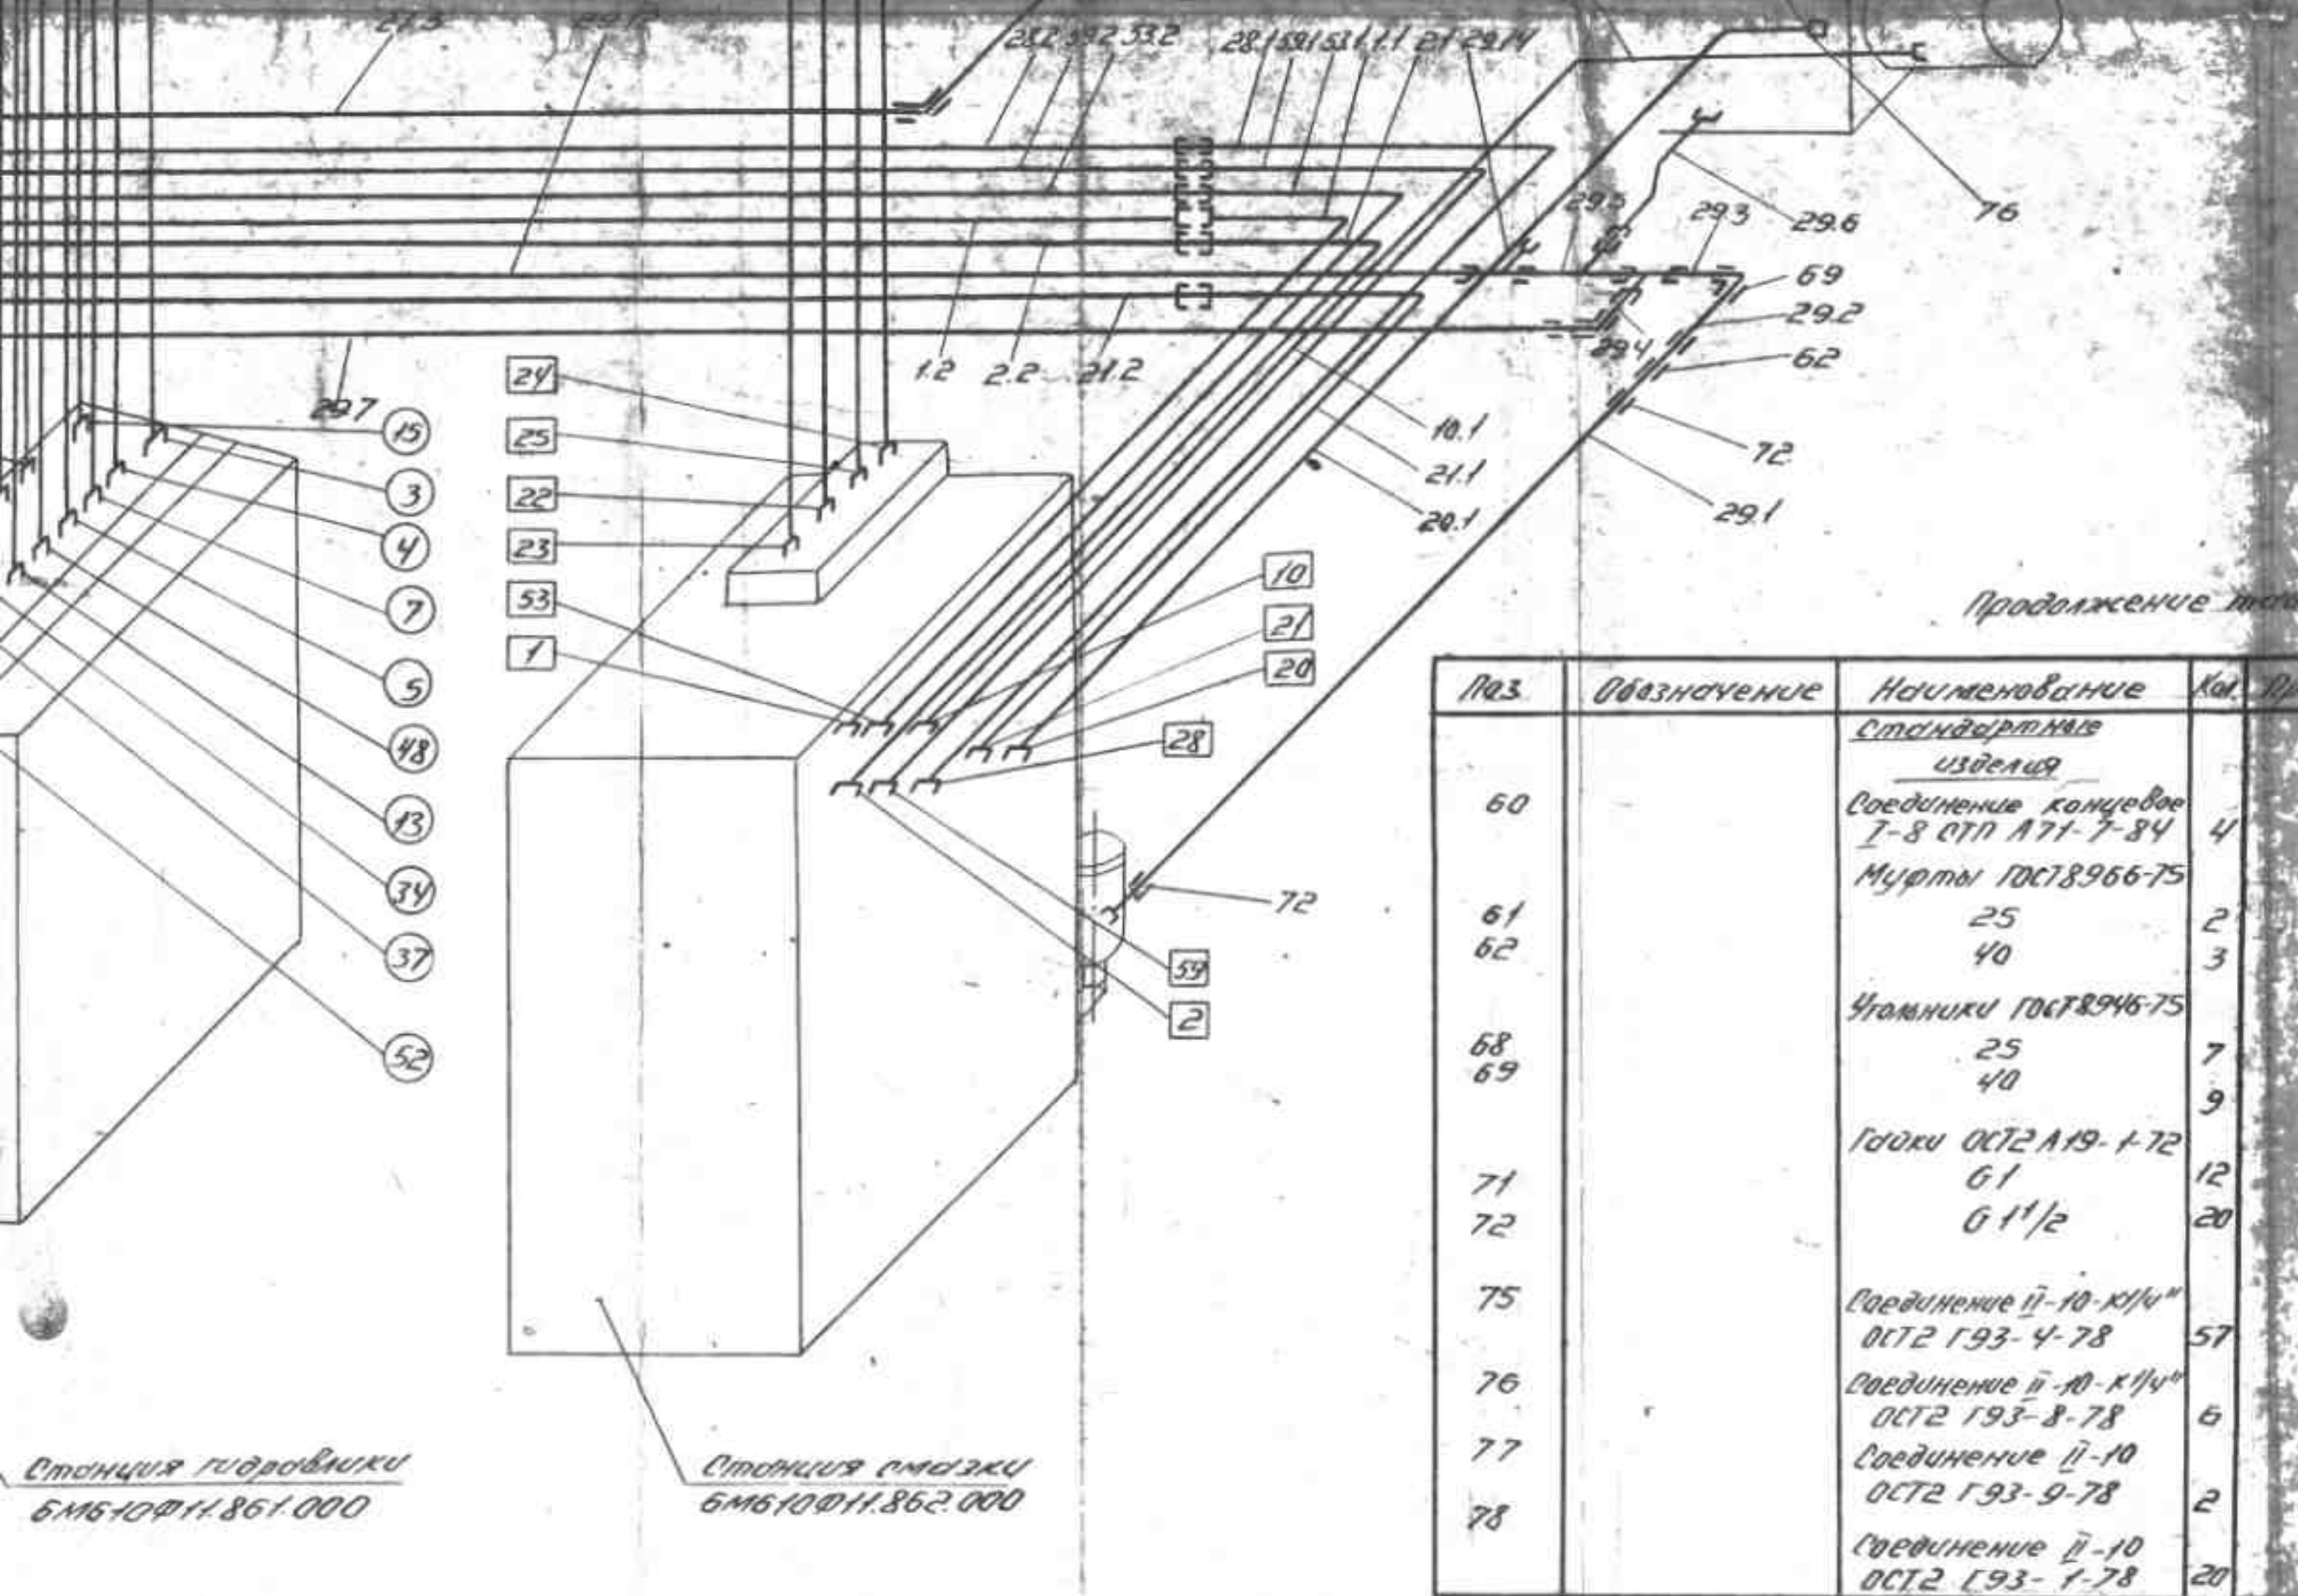 28.2 59.2 53.2 28.1 59.1 53.1 1.1 2.1 29.14
29.5 29.3 29.6 76
69
29.2
29.4 62
1.2 2.2 21.2
29.7
10.1
72
21.1
20.1 29.1
15
3
4
7
5
48
13
34
37
52
24
25
22
23
53
1
10
21
20
28
72
59
2
Продолжение
Поз. Обозначение Наименование Кол.
Стандартные
изделия
60 Соединение концевое
I-8 СТП А71-7-84 4
Муфты ГОСТ8966-75
61 25 2
62 40 3
Угольники ГОСТ8946-75
68 25 7
69 40 9
Гайки ОСТ2 А19-1-72
71 G1 12
72 G 1 1/2 20
75 Соединение II-10-К1/4"
ОСТ2 Г93-4-78 57
76 Соединение II-10-К1/4"
ОСТ2 Г93-8-78 6
77 Соединение II-10
ОСТ2 Г93-9-78 2
78 Соединение II-10
ОСТ2 Г93-1-78 20
Станция гидравлики
6М610Ф11.861.000
Станция смазки
6М610Ф11.862.000